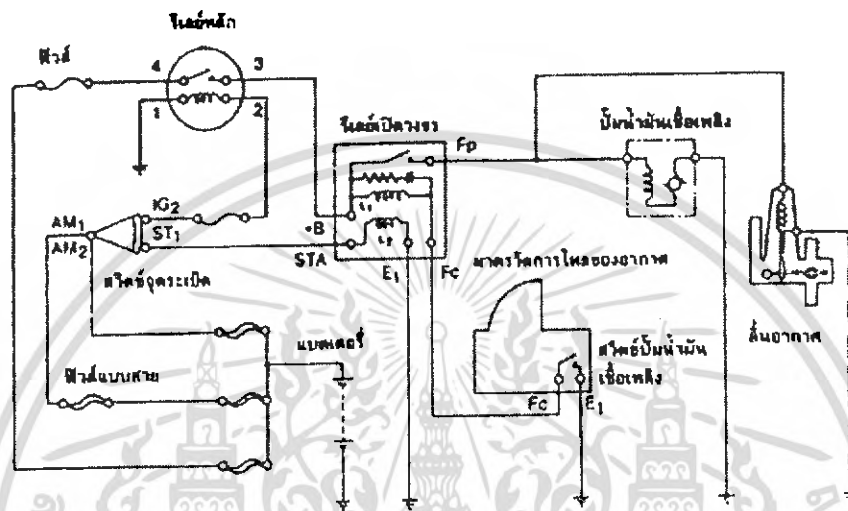 รีเลย์หลัก
ฟิวส์
4
3
1
2
รีเลย์เปิดวงจร
Fp
ปั๊มน้ำมันเชื้อเพลิง
AM₁
AM₂
IG₂
ST₁
สวิตช์จุดระเบิด
+B
L₁
L₂
STA
E₁
Fc
มาตรวัดการไหลของอากาศ
ลิ้นอากาศ
แบตเตอรี่
สวิตช์ปั๊มน้ำมัน
เชื้อเพลิง
ฟิวส์แบบสาย
Fc
E₁